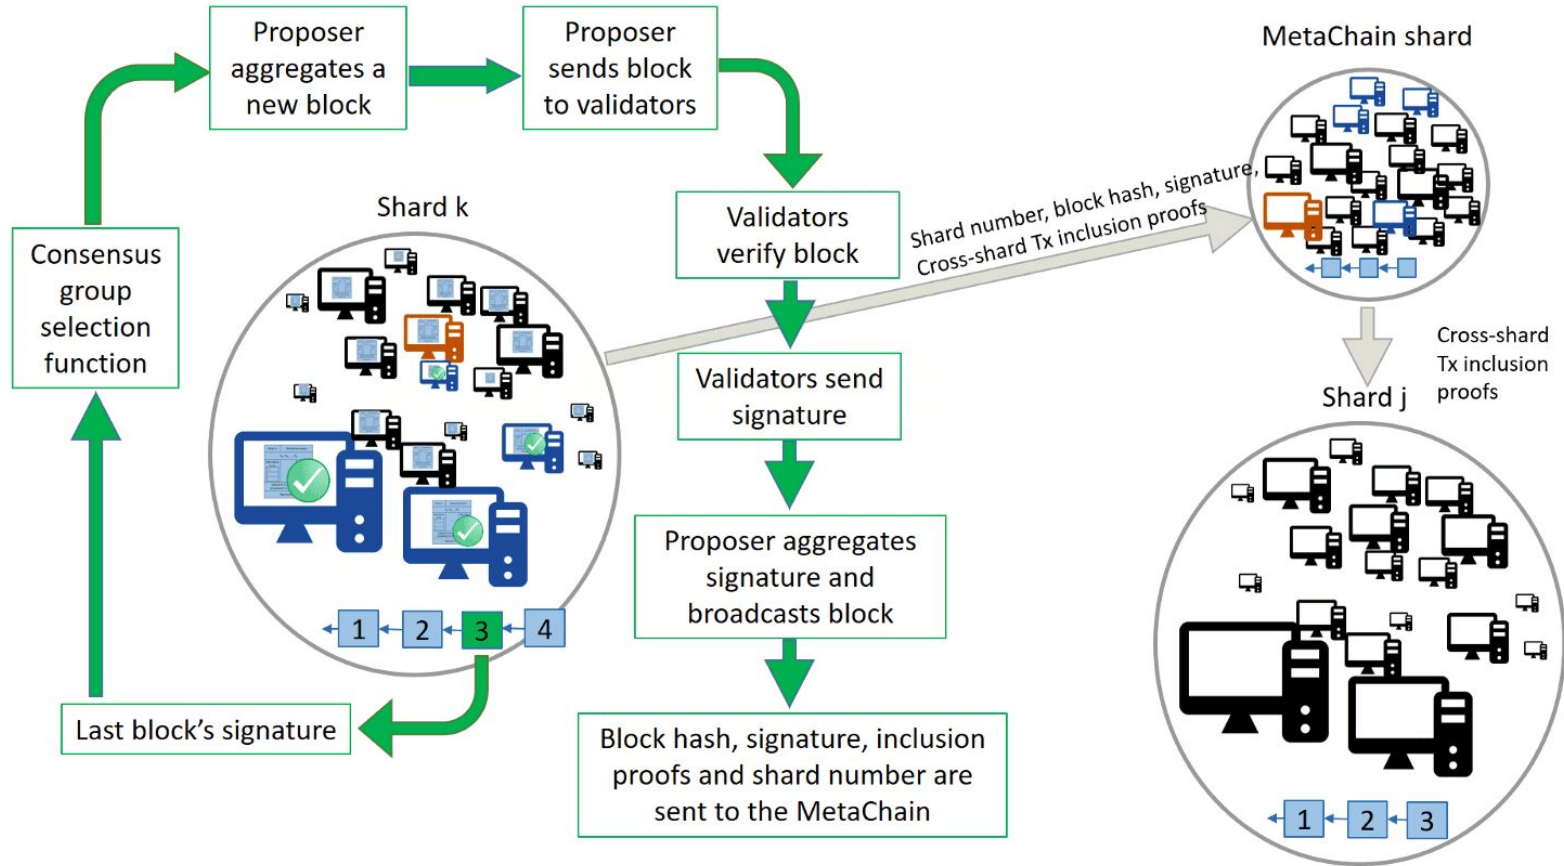 Proposer
aggregates a
new block
Proposer
sends block
to validators
MetaChain shard
Consensus
group
selection
function
Shard k
Validators
verify block
Shard number, block hash, signature,
Cross-shard Tx inclusion proofs
Validators send
signature
Cross-shard
Tx inclusion
proofs
Shard j
Proposer aggregates
signature and
broadcasts block
1 2 3 4
Last block’s signature
Block hash, signature, inclusion
proofs and shard number are
sent to the MetaChain
1 2 3